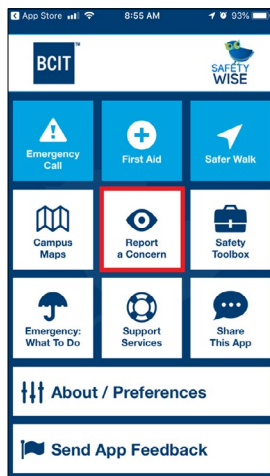 App Store 8:55 AM 93%
BCIT™
SAFETY
WISE
Emergency
Call
First Aid
Safer Walk
Campus
Maps
Report
a Concern
Safety
Toolbox
Emergency:
What To Do
Support
Services
Share
This App
About / Preferences
Send App Feedback